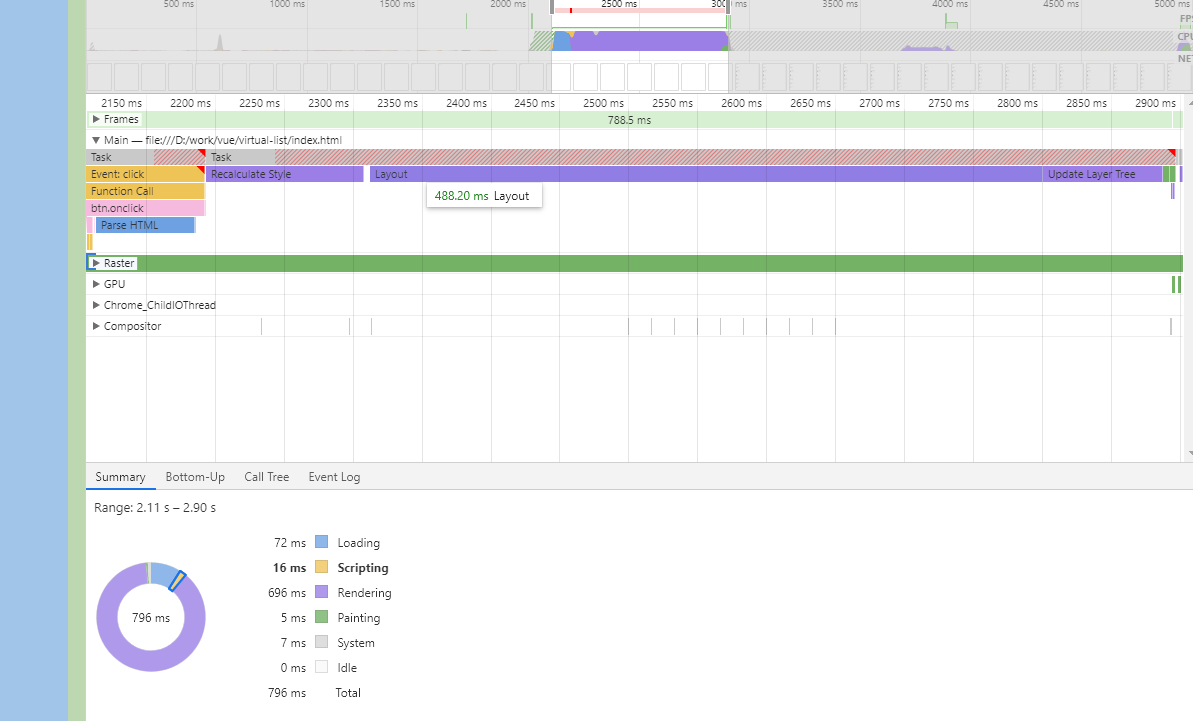 500 ms 1000 ms 1500 ms 2000 ms 2500 ms 3500 ms 4000 ms 4500 ms 5000 ms
FPS
CPU
NET
2150 ms 2200 ms 2250 ms 2300 ms 2350 ms 2400 ms 2450 ms 2500 ms 2550 ms 2600 ms 2650 ms 2700 ms 2750 ms 2800 ms 2850 ms 2900 ms
Frames 788.5 ms
Main — file:///D:/work/vue/virtual-list/index.html
Task Task
Event: click Recalculate Style Layout Update Layer Tree
Function Call 488.20 ms Layout
btn.onclick
Parse HTML
Raster
GPU
Chrome_ChildIOThread
Compositor
Summary Bottom-Up Call Tree Event Log
Range: 2.11 s – 2.90 s
72 ms Loading
16 ms Scripting
696 ms Rendering
796 ms
5 ms Painting
7 ms System
0 ms Idle
796 ms Total